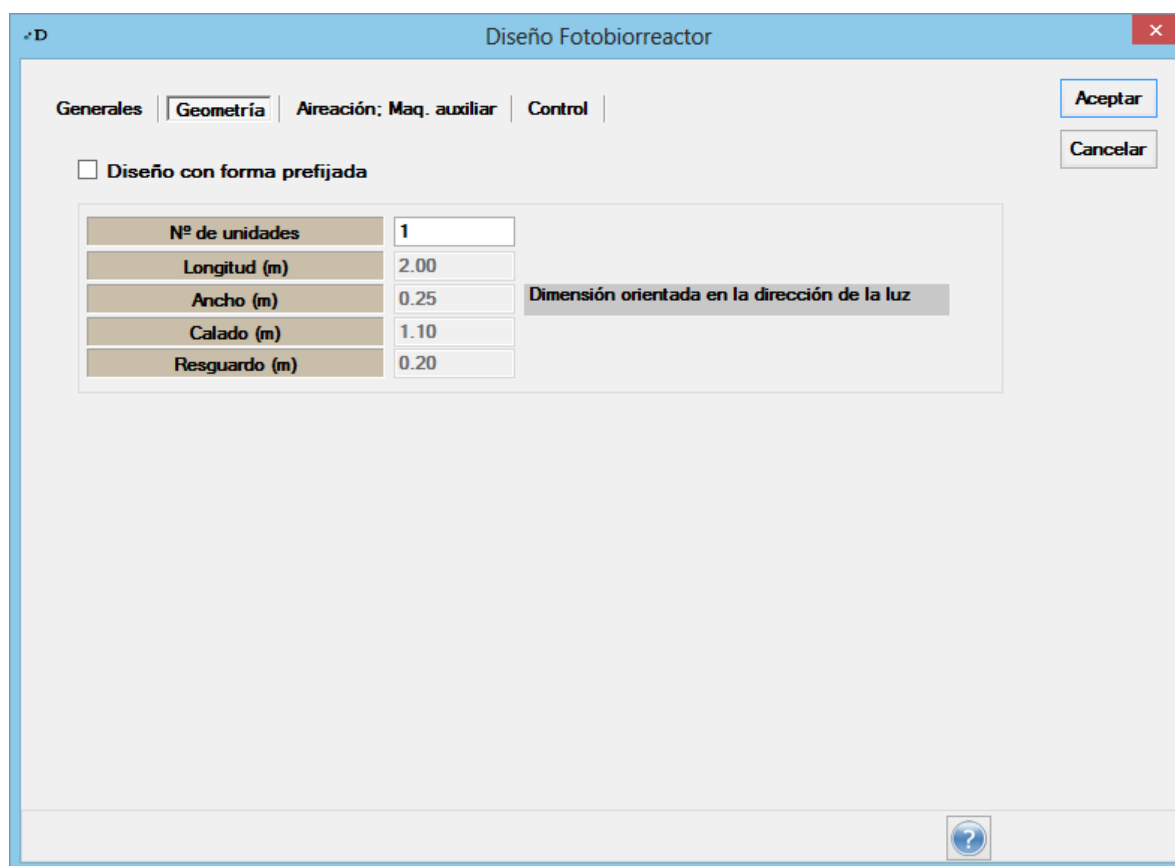 D
Diseño Fotobiorreactor
Generales Geometría Aireación; Maq. auxiliar Control
Aceptar
Cancelar
Diseño con forma prefijada
Nº de unidades 1
Longitud (m) 2.00
Ancho (m) 0.25 Dimensión orientada en la dirección de la luz
Calado (m) 1.10
Resguardo (m) 0.20
?